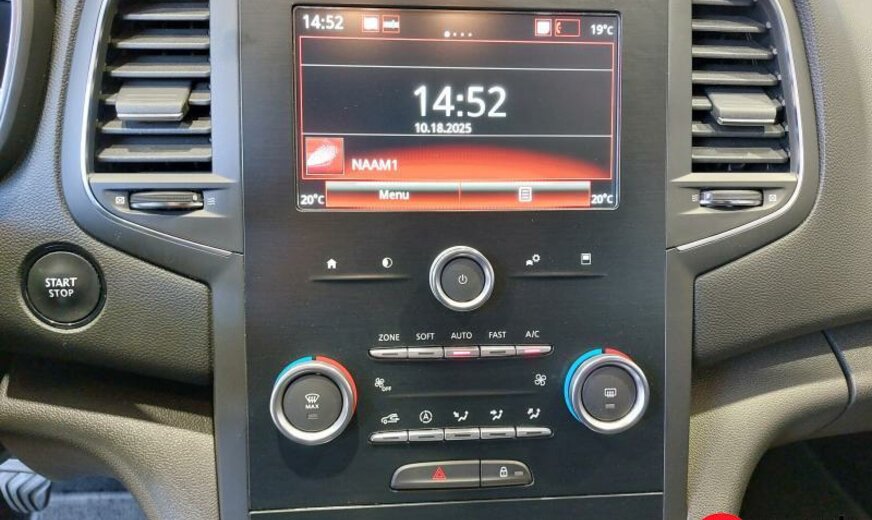 14:52
19°C
14:52
10.18.2025
NAAM1
20°C
Menu
20°C
START
STOP
ZONE SOFT AUTO FAST A/C
OFF
MAX